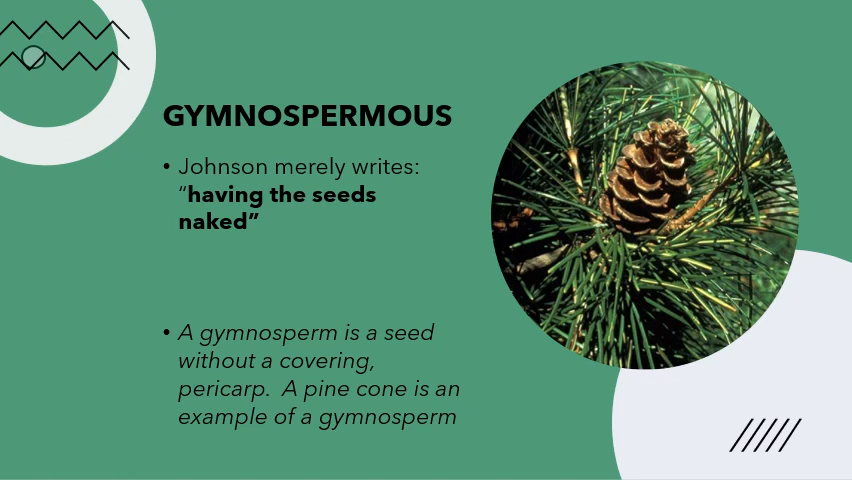 GYMNOSPERMOUS
• Johnson merely writes:
“having the seeds
naked”
• A gymnosperm is a seed
without a covering,
pericarp.  A pine cone is an
example of a gymnosperm